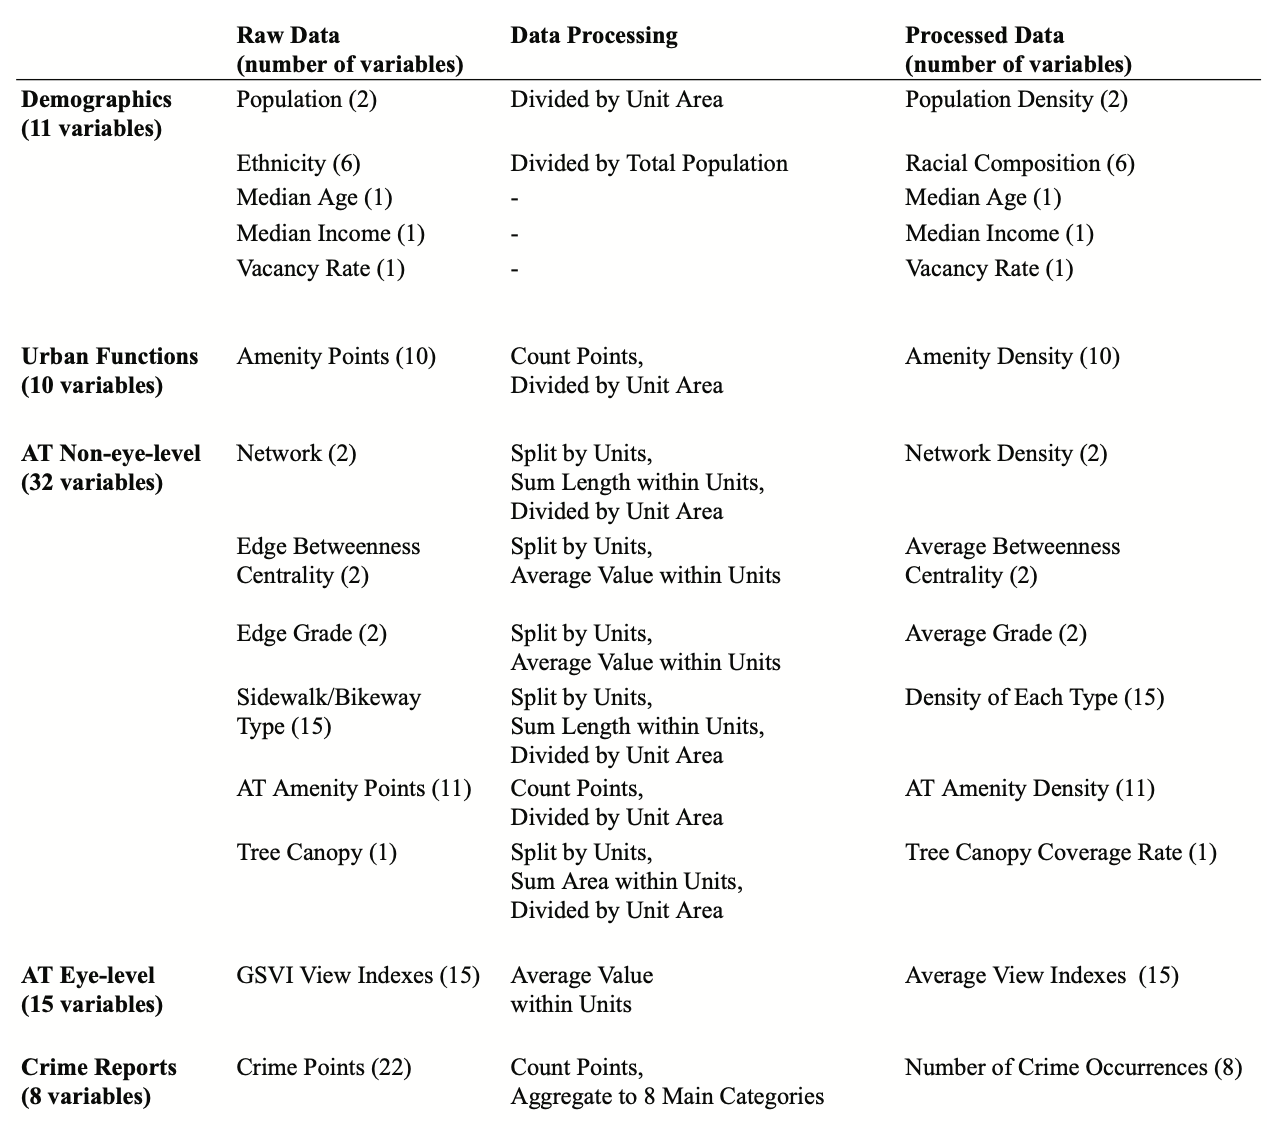 Raw Data Data Processing Processed Data
(number of variables) (number of variables)
Demographics Population (2) Divided by Unit Area Population Density (2)
(11 variables)
Ethnicity (6) Divided by Total Population Racial Composition (6)
Median Age (1) - Median Age (1)
Median Income (1) - Median Income (1)
Vacancy Rate (1) - Vacancy Rate (1)
Urban Functions Amenity Points (10) Count Points, Amenity Density (10)
(10 variables) Divided by Unit Area
AT Non-eye-level Network (2) Split by Units, Network Density (2)
(32 variables) Sum Length within Units,
Divided by Unit Area
Edge Betweenness Split by Units, Average Betweenness
Centrality (2) Average Value within Units Centrality (2)
Edge Grade (2) Split by Units, Average Grade (2)
Average Value within Units
Sidewalk/Bikeway Split by Units, Density of Each Type (15)
Type (15) Sum Length within Units,
Divided by Unit Area
AT Amenity Points (11) Count Points, AT Amenity Density (11)
Divided by Unit Area
Tree Canopy (1) Split by Units, Tree Canopy Coverage Rate (1)
Sum Area within Units,
Divided by Unit Area
AT Eye-level GSVI View Indexes (15) Average Value Average View Indexes (15)
(15 variables) within Units
Crime Reports Crime Points (22) Count Points, Number of Crime Occurrences (8)
(8 variables) Aggregate to 8 Main Categories